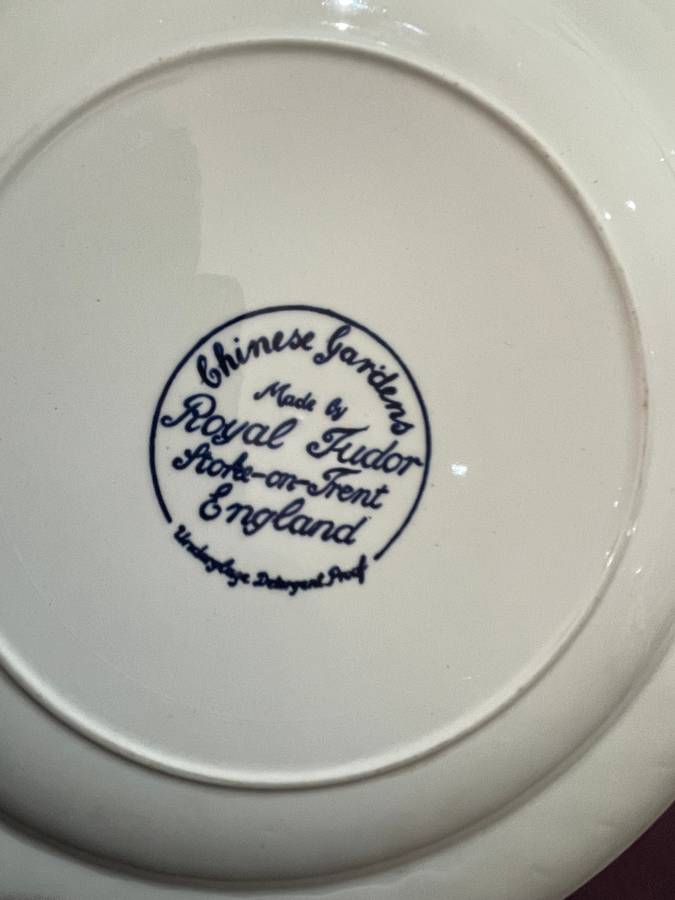 Chinese Gardens
Made by
Royal Tudor
Stoke-on-Trent
England
Underglaze Detergent Proof